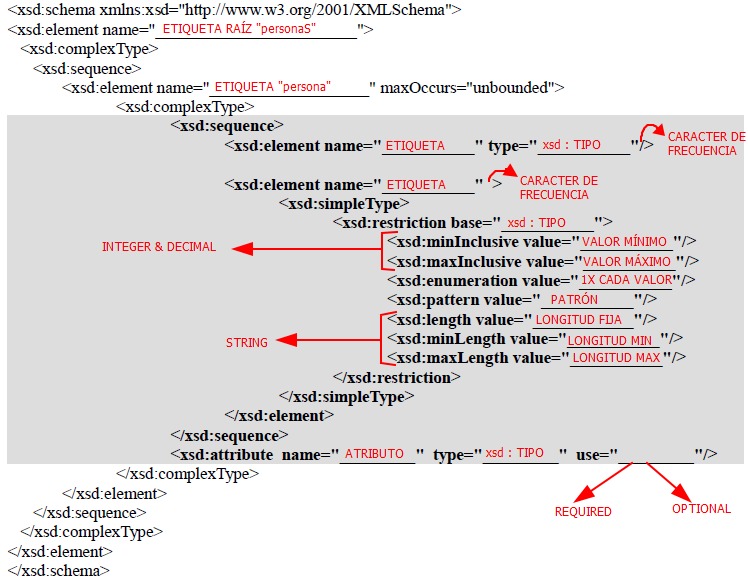 <xsd:schema xmlns:xsd="http://www.w3.org/2001/XMLSchema">
<xsd:element name=" ETIQUETA RAÍZ "personaS" ">
<xsd:complexType>
<xsd:sequence>
<xsd:element name=" ETIQUETA "persona" " maxOccurs="unbounded">
<xsd:complexType>
<xsd:sequence>
<xsd:element name=" ETIQUETA " type=" xsd : TIPO "/> CARACTER DE FRECUENCIA
<xsd:element name=" ETIQUETA " > CARACTER DE FRECUENCIA
<xsd:simpleType>
<xsd:restriction base=" xsd : TIPO ">
INTEGER & DECIMAL
<xsd:minInclusive value=" VALOR MÍNIMO "/>
<xsd:maxInclusive value=" VALOR MÁXIMO "/>
<xsd:enumeration value=" 1X CADA VALOR"/>
<xsd:pattern value=" PATRÓN "/>
STRING
<xsd:length value=" LONGITUD FIJA "/>
<xsd:minLength value=" LONGITUD MIN "/>
<xsd:maxLength value=" LONGITUD MAX "/>
</xsd:restriction>
</xsd:simpleType>
</xsd:element>
</xsd:sequence>
<xsd:attribute name=" ATRIBUTO " type=" xsd : TIPO " use=" "/>
</xsd:complexType>
</xsd:element>
REQUIRED OPTIONAL
</xsd:sequence>
</xsd:complexType>
</xsd:element>
</xsd:schema>